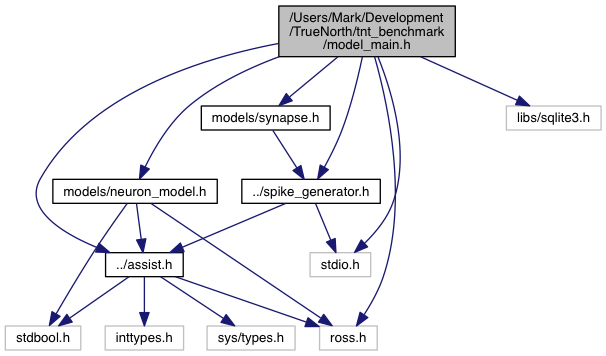 /Users/Mark/Development
/TrueNorth/tnt_benchmark
/model_main.h
models/synapse.h
libs/sqlite3.h
models/neuron_model.h
../spike_generator.h
../assist.h
stdio.h
stdbool.h
inttypes.h
sys/types.h
ross.h